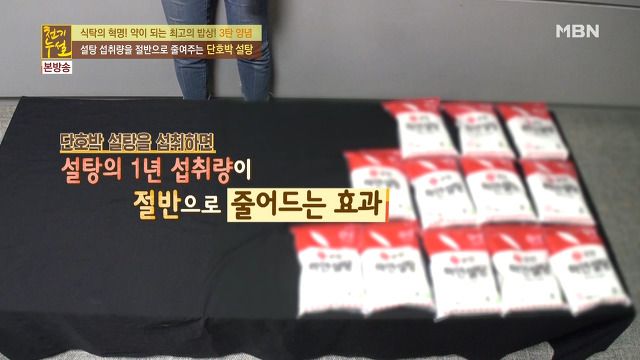 천기누설
본방송
식탁의 혁명! 약이 되는 최고의 밥상! 3탄 양념
설탕 섭취량을 절반으로 줄여주는 단호박 설탕
MBN
단호박 설탕을 섭취하면
설탕의 1년 섭취량이
절반으로 줄어드는 효과